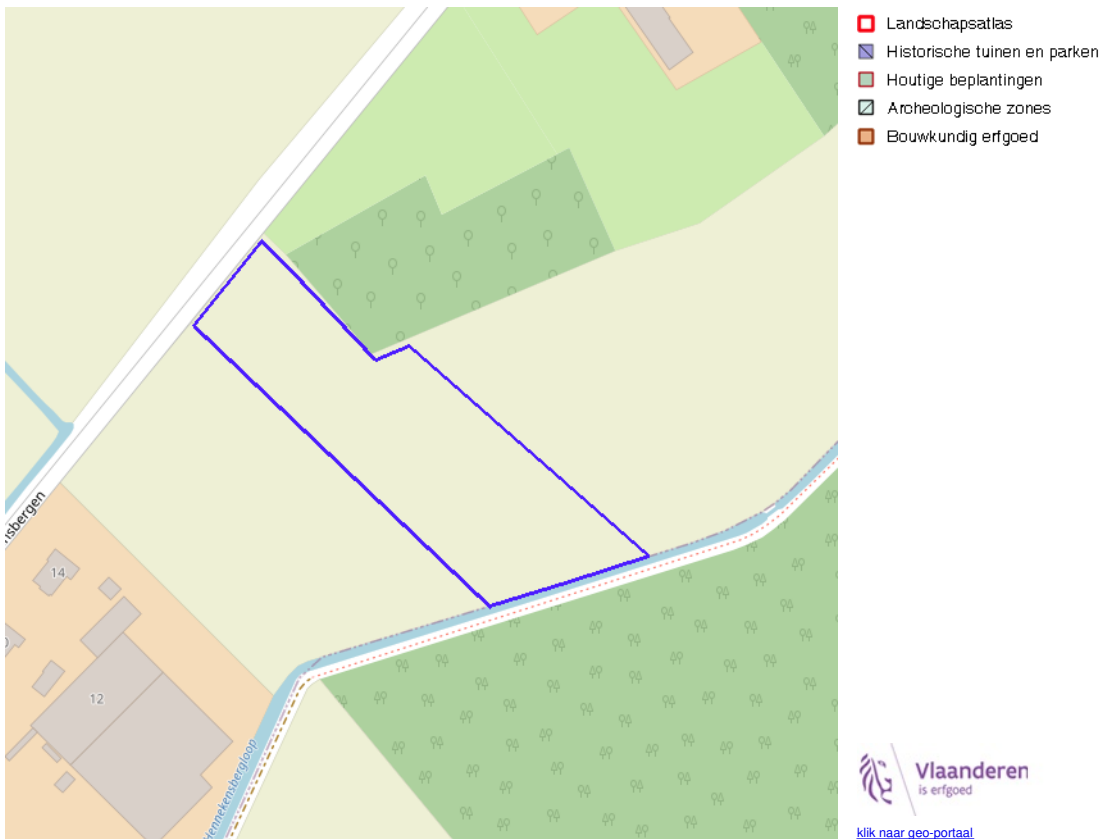 Landschapsatlas
Historische tuinen en parken
Houtige beplantingen
Archeologische zones
Bouwkundig erfgoed
nsbergen
14
12
Hennekensbergloop
Vlaanderen
is erfgoed
klik naar geo-portaal